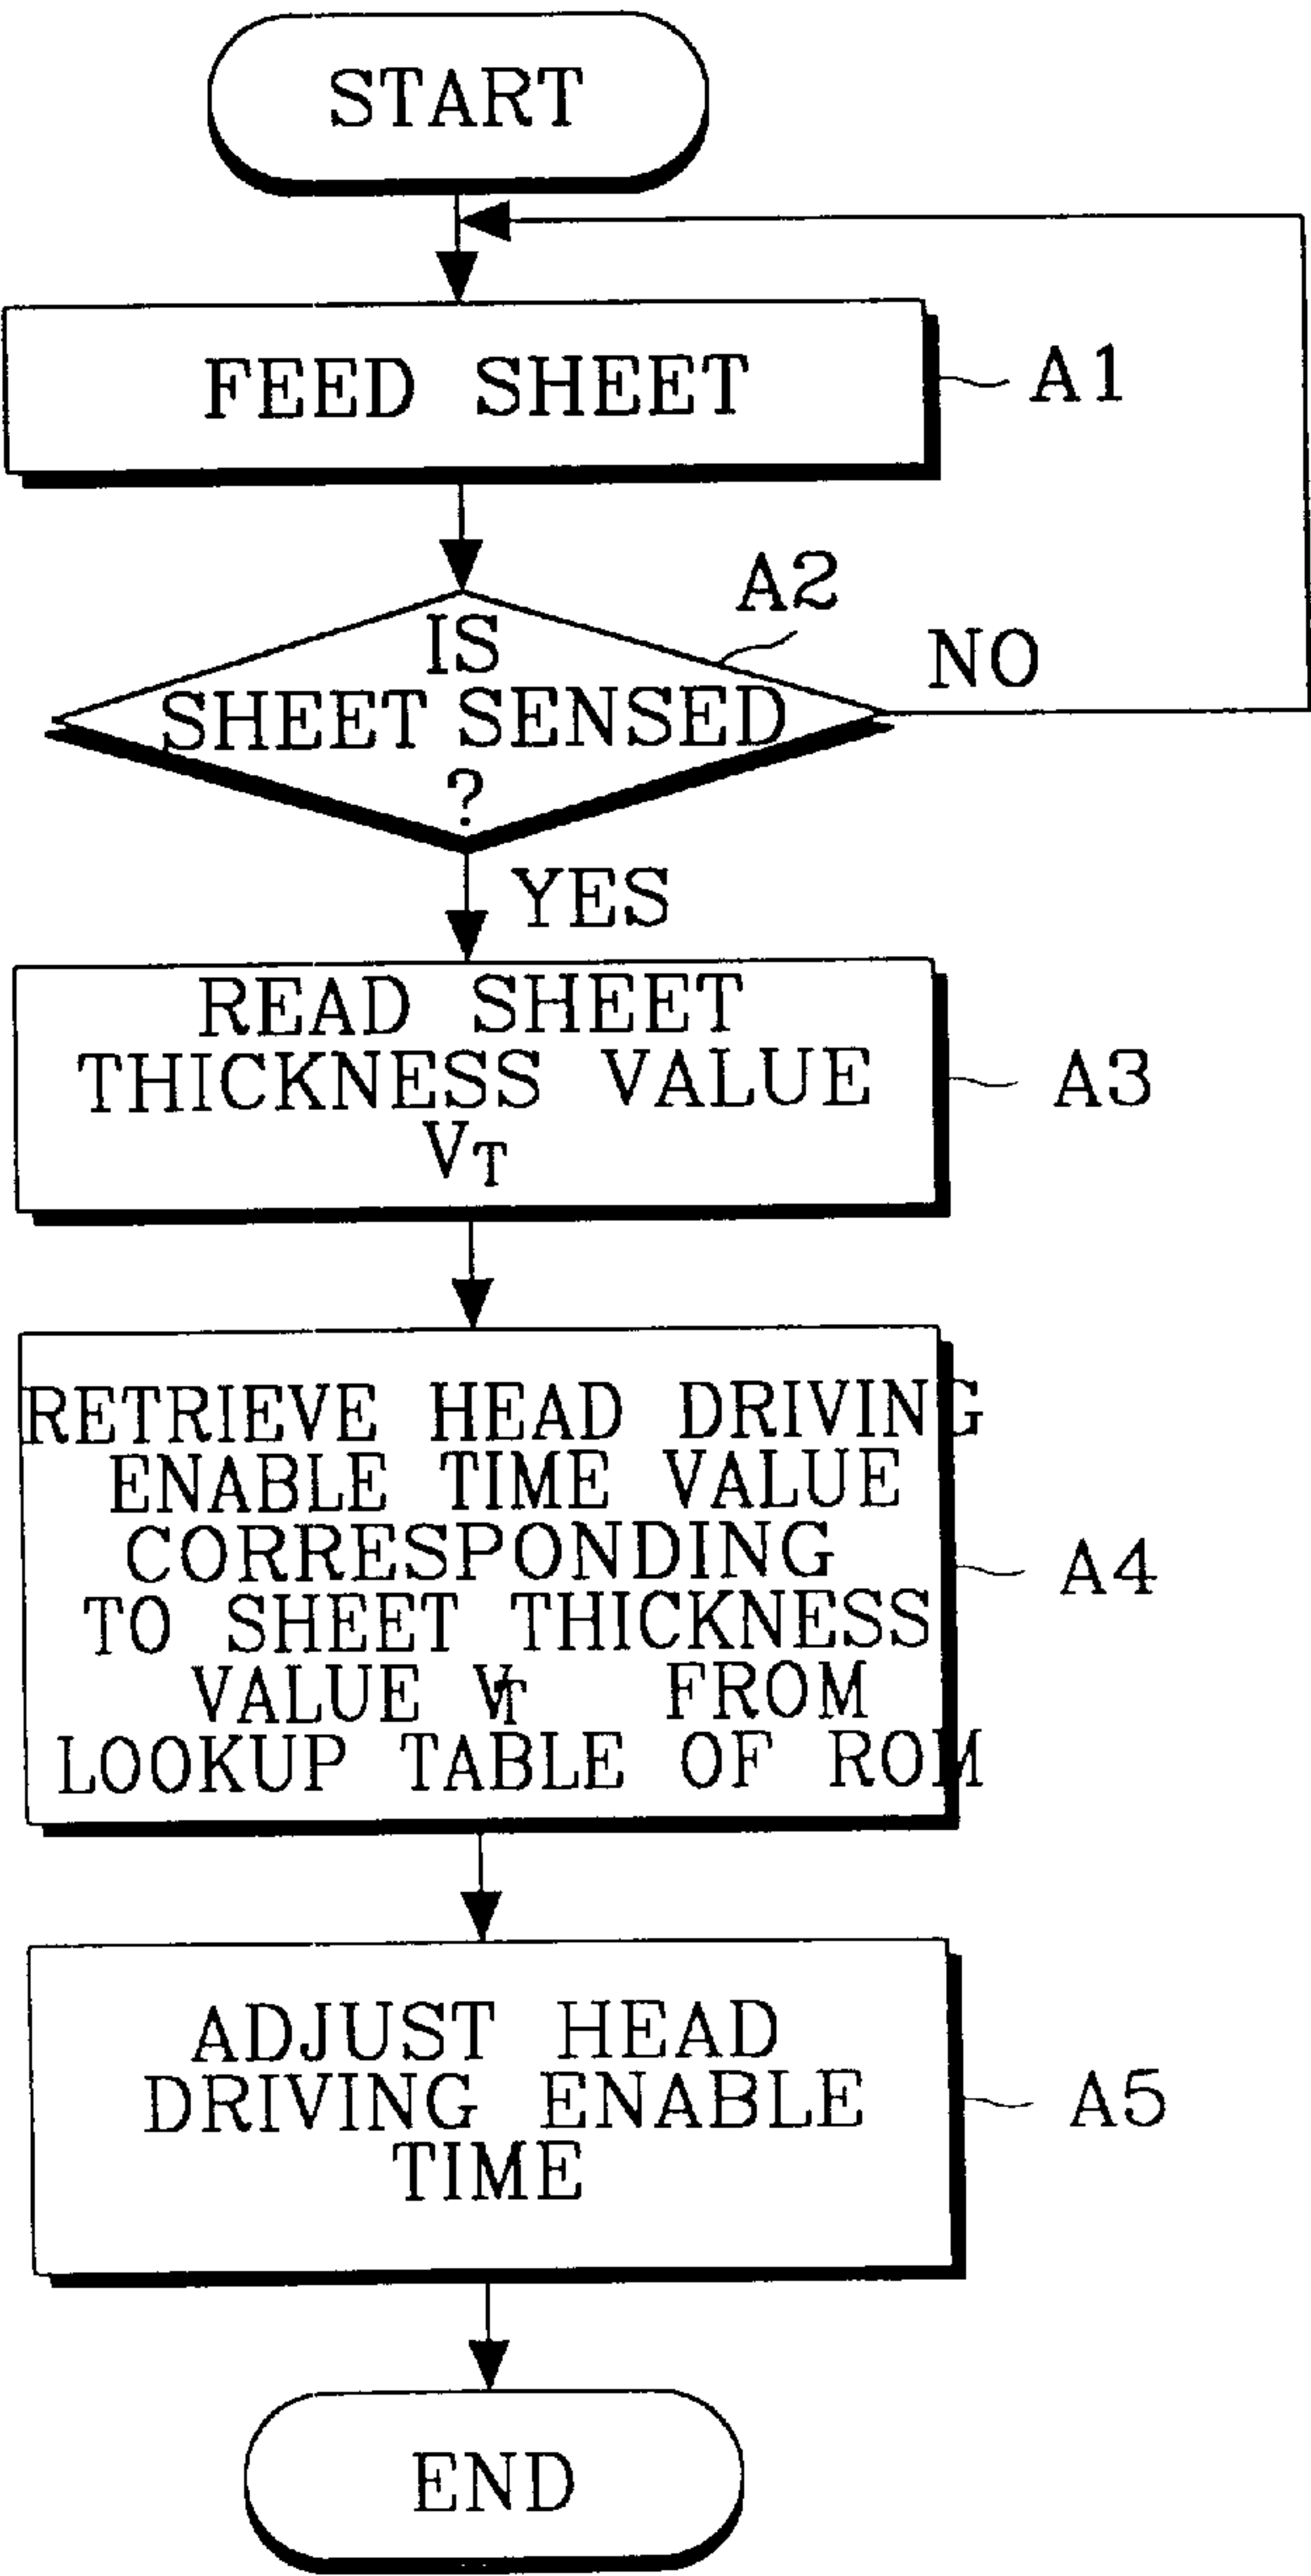 START
FEED SHEET
A1
A2
IS
SHEET SENSED
?
NO
YES
READ SHEET
THICKNESS VALUE
VT
A3
RETRIEVE HEAD DRIVING
ENABLE TIME VALUE
CORRESPONDING
TO SHEET THICKNESS
VALUE VT FROM
LOOKUP TABLE OF ROM
A4
ADJUST HEAD
DRIVING ENABLE
TIME
A5
END